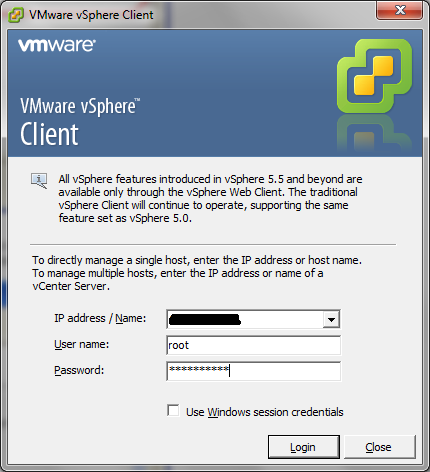 VMware vSphere Client
vmware®
VMware vSphere™
Client
All vSphere features introduced in vSphere 5.5 and beyond are
available only through the vSphere Web Client. The traditional
vSphere Client will continue to operate, supporting the same
feature set as vSphere 5.0.
To directly manage a single host, enter the IP address or host name.
To manage multiple hosts, enter the IP address or name of a
vCenter Server.
IP address / Name:
User name: root
Password: **********
Use Windows session credentials
Login Close